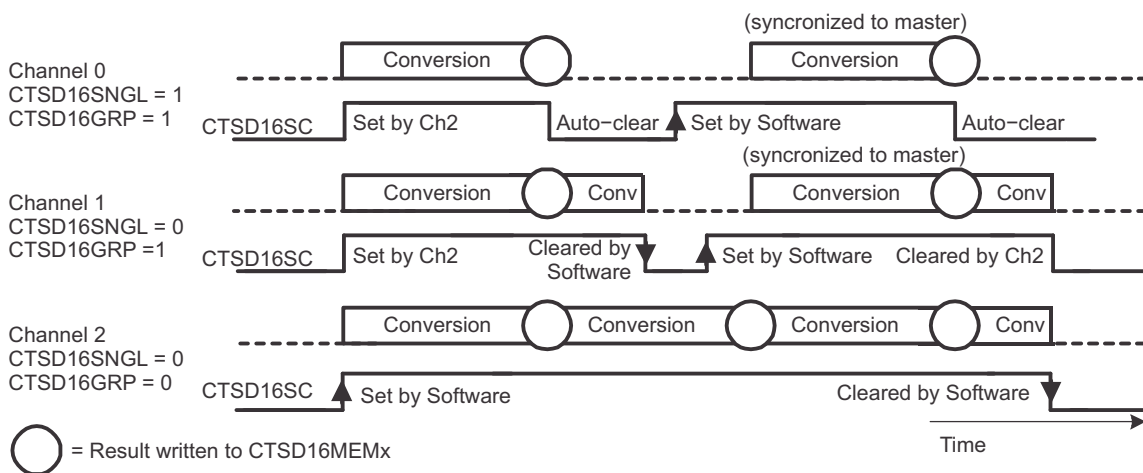 (syncronized to master)
Conversion
Conversion
Channel 0
CTSD16SNGL = 1
CTSD16GRP = 1
CTSD16SC
Set by Ch2
Auto−clear
Set by Software
Auto−clear
(syncronized to master)
Conversion
Conv
Conversion
Conv
Channel 1
CTSD16SNGL = 0
CTSD16GRP =1
CTSD16SC
Set by Ch2
Cleared by
Software
Set by Software
Cleared by Ch2
Conversion
Conversion
Conversion
Conv
Channel 2
CTSD16SNGL = 0
CTSD16GRP = 0
CTSD16SC
Set by Software
Cleared by Software
= Result written to CTSD16MEMx
Time